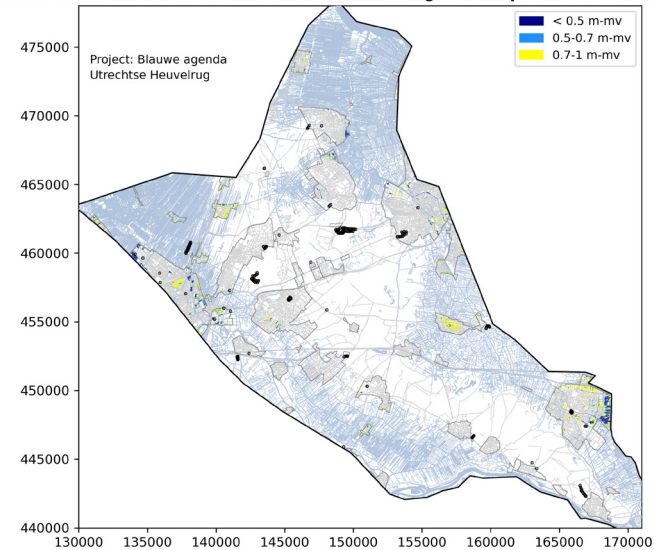 < 0.5 m-mv
0.5-0.7 m-mv
0.7-1 m-mv
Project: Blauwe agenda
Utrechtse Heuvelrug
475000
470000
465000
460000
455000
450000
445000
440000
130000 135000 140000 145000 150000 155000 160000 165000 170000